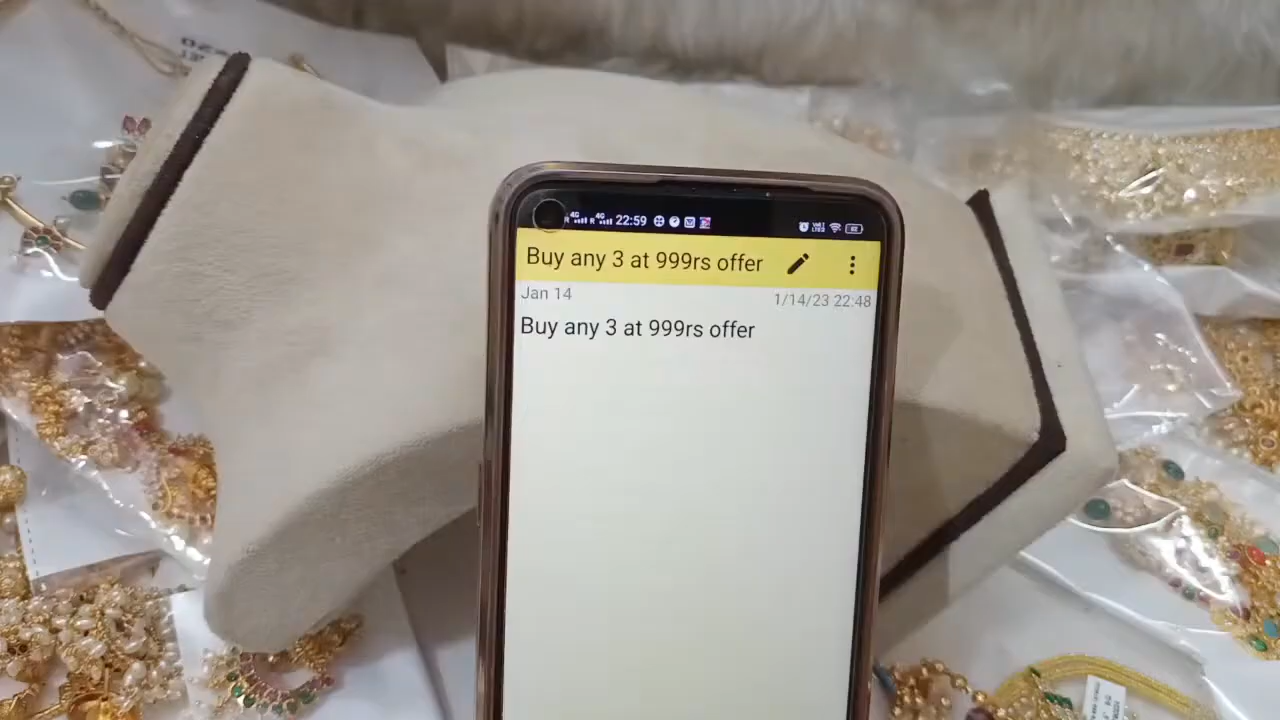 22:59
Buy any 3 at 999rs offer
Jan 14
1/14/23 22:48
Buy any 3 at 999rs offer